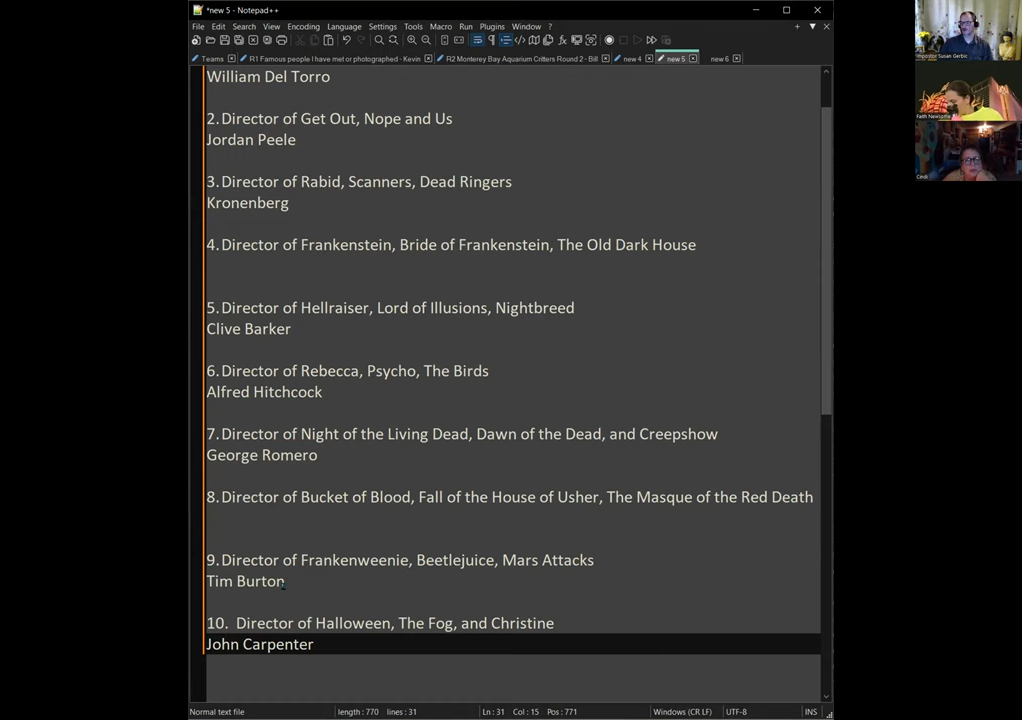 *new 5 - Notepad++
File Edit Search View Encoding Language Settings Tools Macro Run Plugins Window ?
Teams R1 Famous people I have met or photographed - Kevin R2 Monterey Bay Aquarium Critters Round 2 - Bill new 4 new 5 new 6
William Del Torro
2. Director of Get Out, Nope and Us
Jordan Peele
3. Director of Rabid, Scanners, Dead Ringers
Kronenberg
4. Director of Frankenstein, Bride of Frankenstein, The Old Dark House
5. Director of Hellraiser, Lord of Illusions, Nightbreed
Clive Barker
6. Director of Rebecca, Psycho, The Birds
Alfred Hitchcock
7. Director of Night of the Living Dead, Dawn of the Dead, and Creepshow
George Romero
8. Director of Bucket of Blood, Fall of the House of Usher, The Masque of the Red Death
9. Director of Frankenweenie, Beetlejuice, Mars Attacks
Tim Burton
10. Director of Halloween, The Fog, and Christine
John Carpenter
Normal text file length : 770 lines : 31 Ln : 31 Col : 15 Pos : 771 Windows (CR LF) UTF-8 INS
Impostor Susan Gerbic
Faith Newsome
Cindi